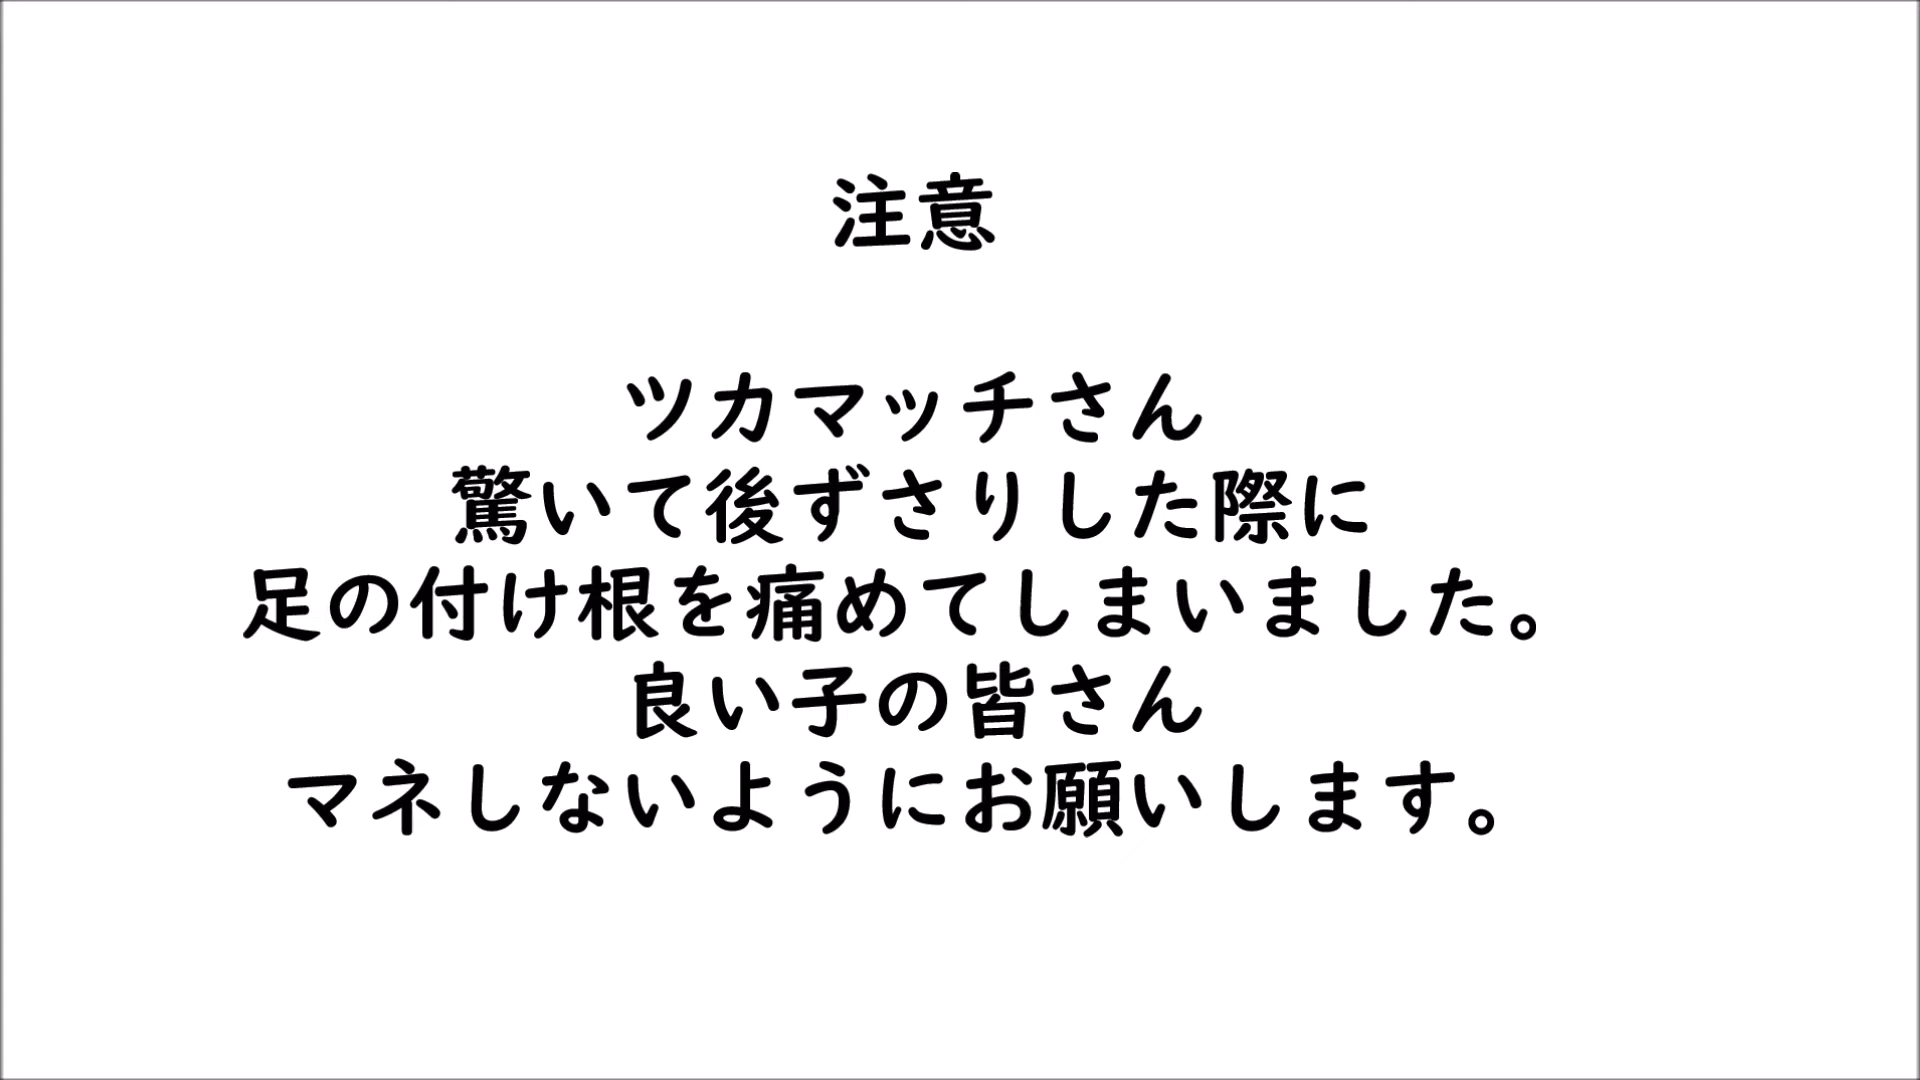 注意
ツカマッチさん
驚いて後ずさりした際に
足の付け根を痛めてしまいました。
良い子の皆さん
マネしないようにお願いします。